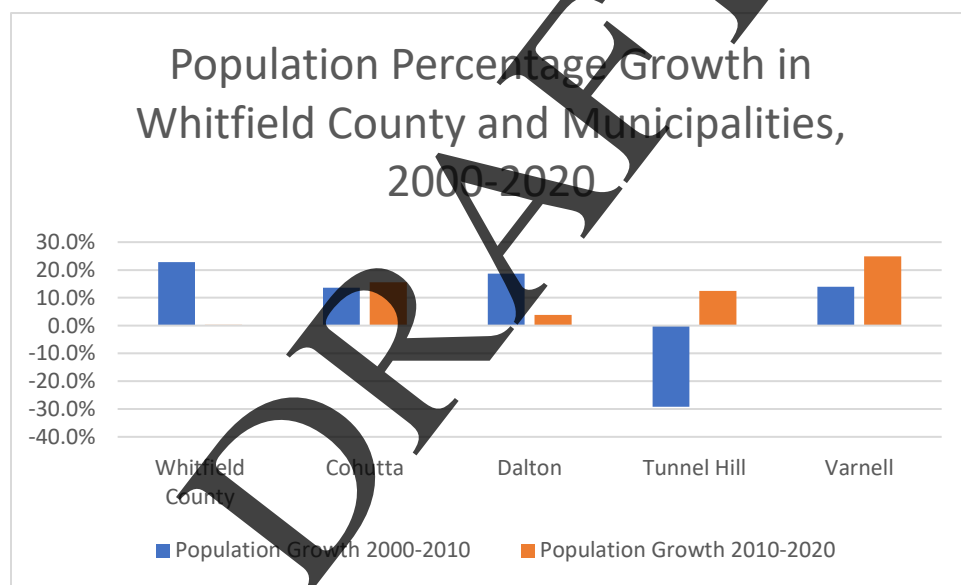 Population Percentage Growth in
Whitfield County and Municipalities,
2000-2020
30.0%
20.0%
10.0%
0.0%
-10.0%
-20.0%
-30.0%
-40.0%
Whitfield County Cohutta Dalton Tunnel Hill Varnell
Population Growth 2000-2010 Population Growth 2010-2020
DRAFT